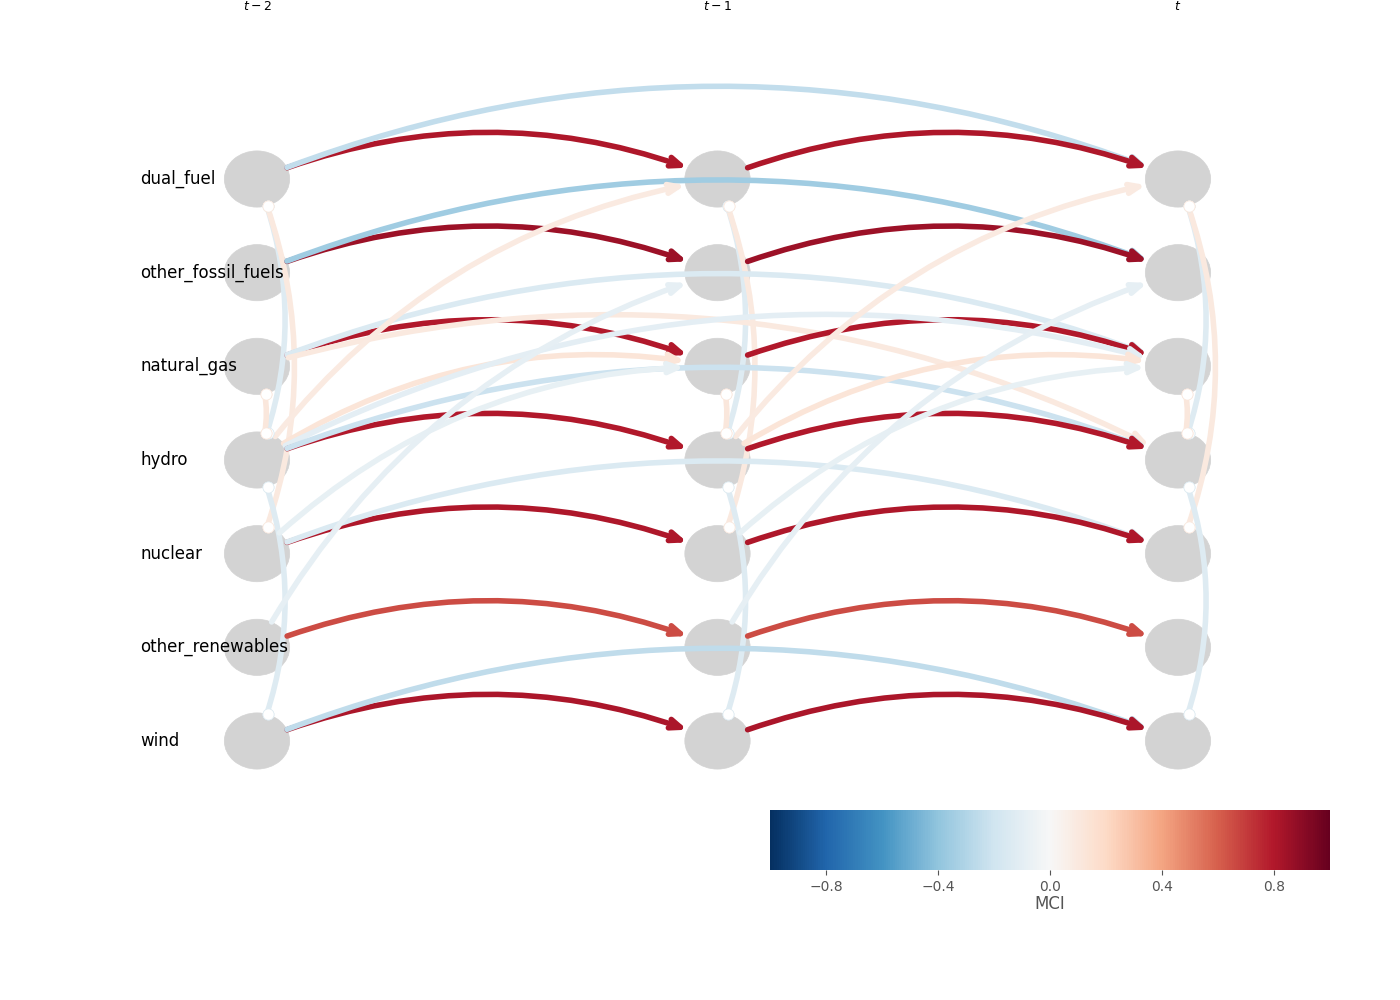 t − 2 t − 1 t
dual_fuel
other_fossil_fuels
natural_gas
hydro
nuclear
other_renewables
wind
−0.8 −0.4 0.0 0.4 0.8
MCI